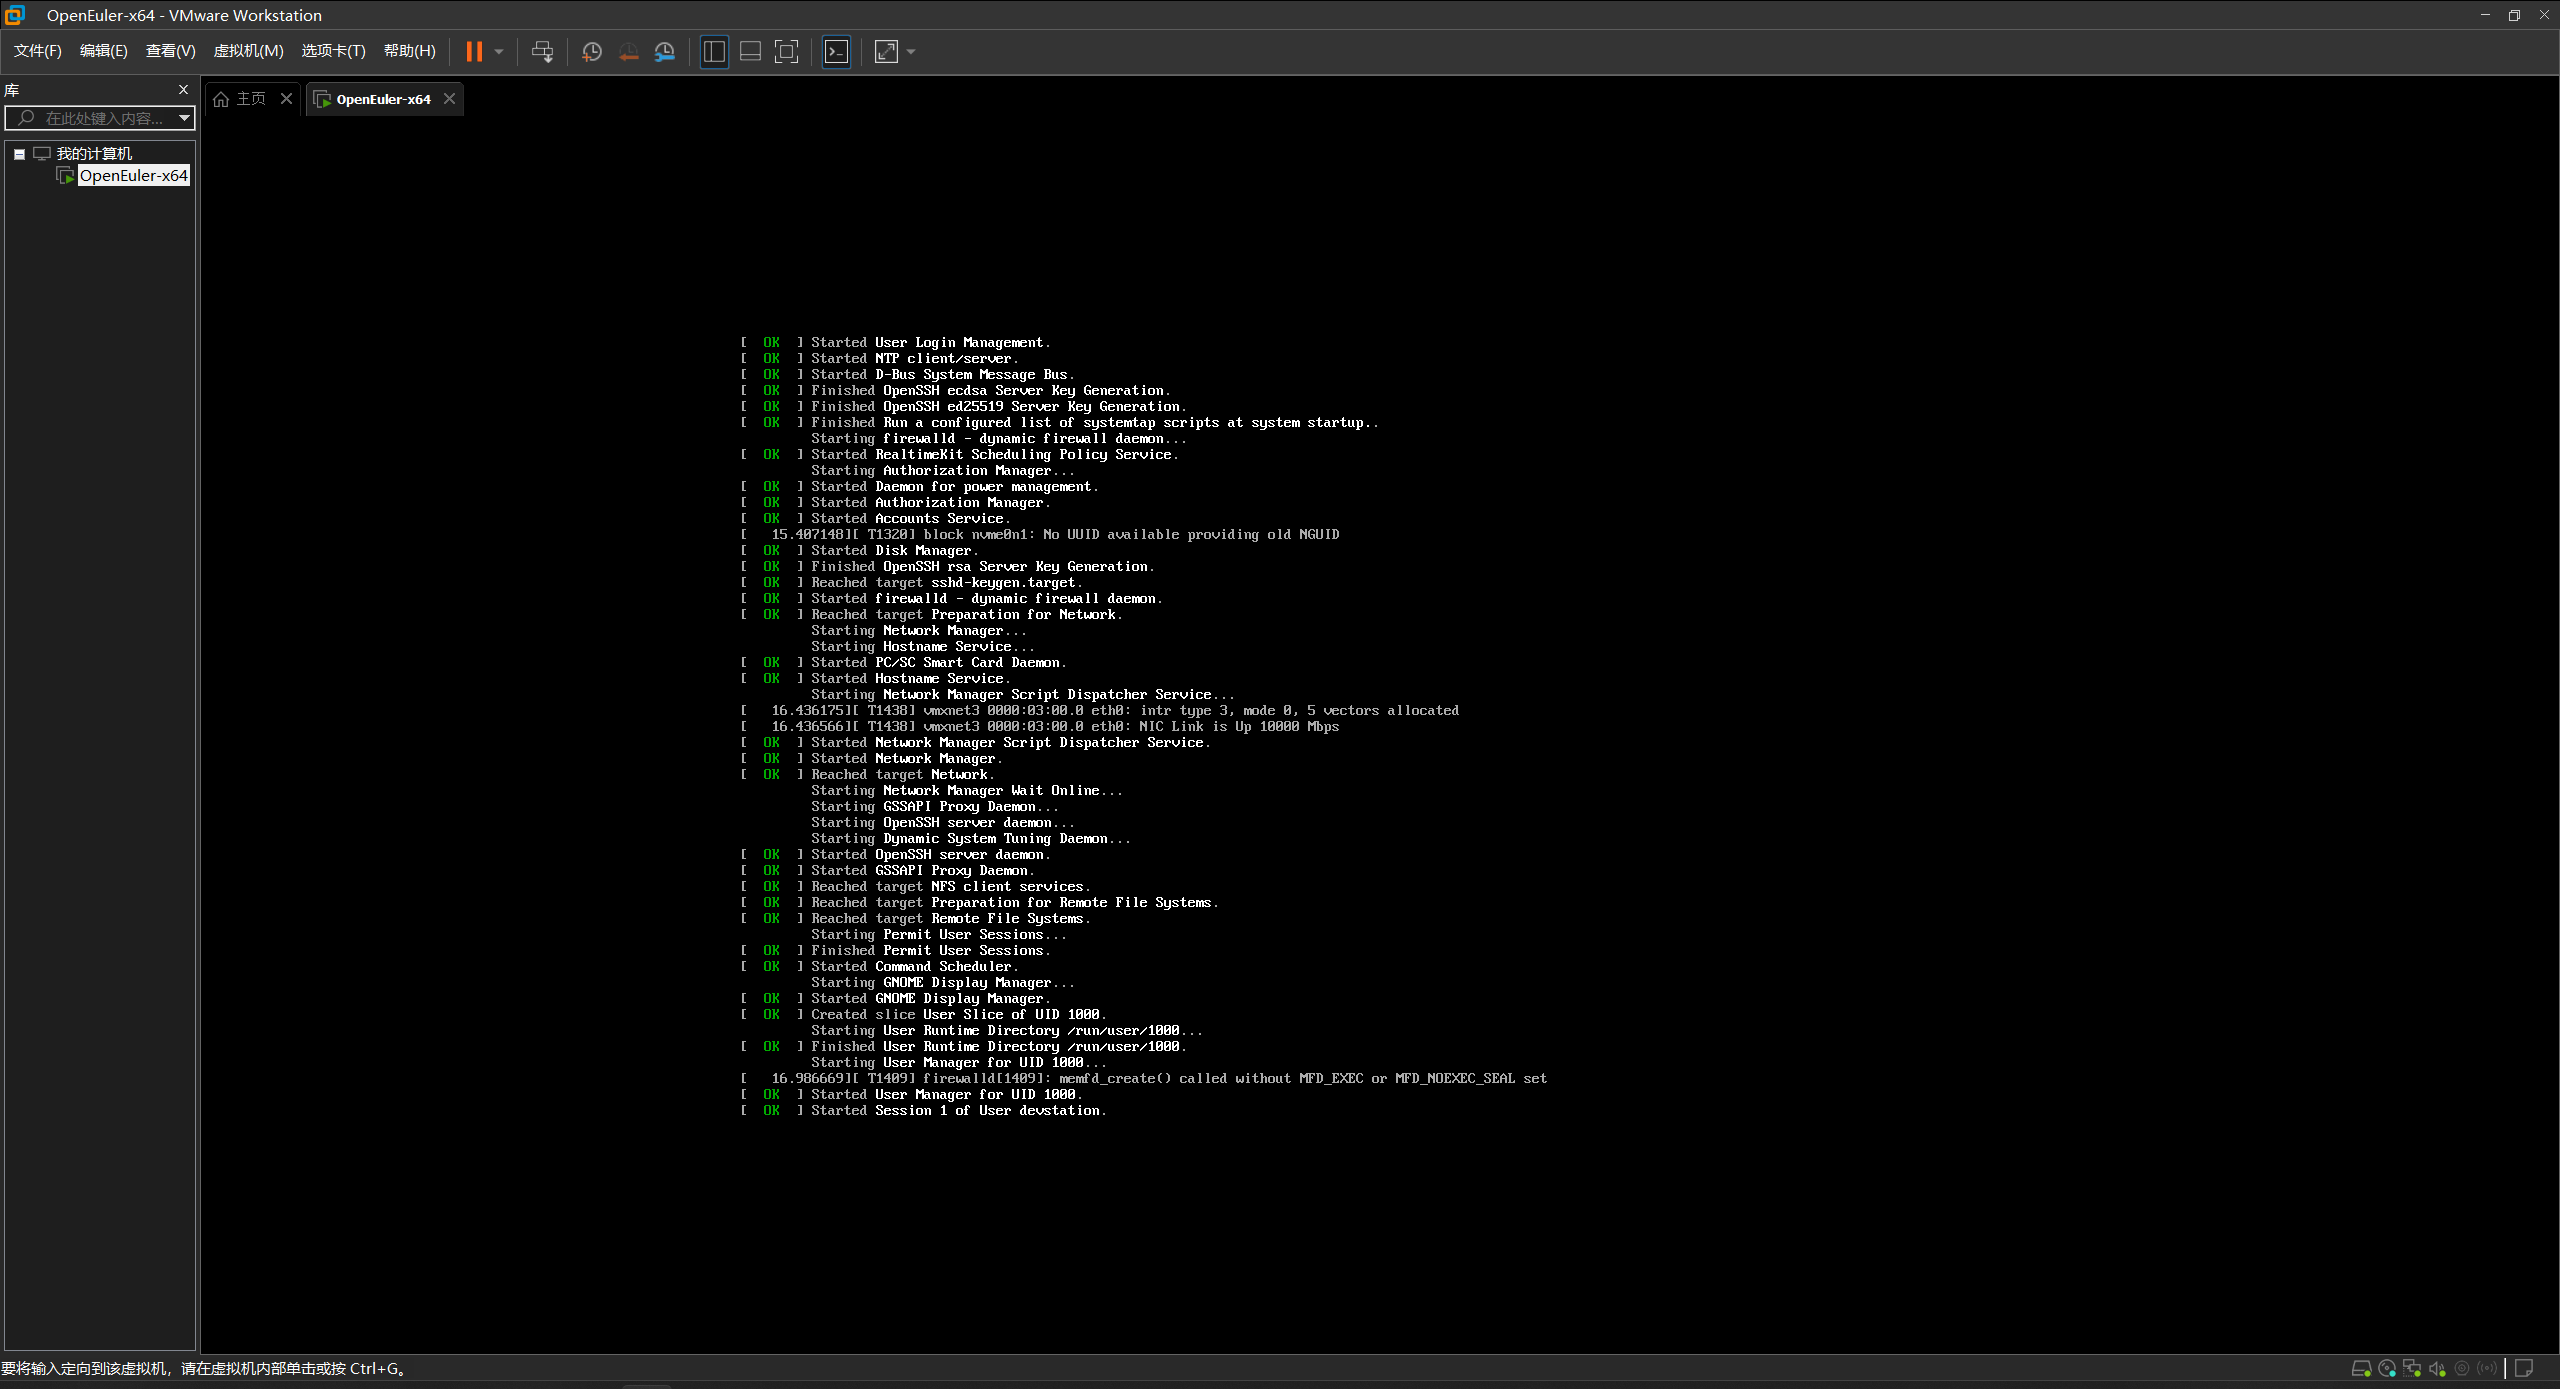 OpenEuler-x64 - VMware Workstation
文件(F) 编辑(E) 查看(V) 虚拟机(M) 选项卡(T) 帮助(H)
库
在此处键入内容...
我的计算机
OpenEuler-x64
主页 OpenEuler-x64
[  OK  ] Started User Login Management.
[  OK  ] Started NTP client/server.
[  OK  ] Started D-Bus System Message Bus.
[  OK  ] Finished OpenSSH ecdsa Server Key Generation.
[  OK  ] Finished OpenSSH ed25519 Server Key Generation.
[  OK  ] Finished Run a configured list of systemtap scripts at system startup..
         Starting firewalld - dynamic firewall daemon...
[  OK  ] Started RealtimeKit Scheduling Policy Service.
         Starting Authorization Manager...
[  OK  ] Started Daemon for power management.
[  OK  ] Started Authorization Manager.
[  OK  ] Started Accounts Service.
[   15.407148][ T1320] block nvme0n1: No UUID available providing old NGUID
[  OK  ] Started Disk Manager.
[  OK  ] Finished OpenSSH rsa Server Key Generation.
[  OK  ] Reached target sshd-keygen.target.
[  OK  ] Started firewalld - dynamic firewall daemon.
[  OK  ] Reached target Preparation for Network.
         Starting Network Manager...
         Starting Hostname Service...
[  OK  ] Started PC/SC Smart Card Daemon.
[  OK  ] Started Hostname Service.
         Starting Network Manager Script Dispatcher Service...
[   16.436175][ T1438] vmxnet3 0000:03:00.0 eth0: intr type 3, mode 0, 5 vectors allocated
[   16.436566][ T1438] vmxnet3 0000:03:00.0 eth0: NIC Link is Up 10000 Mbps
[  OK  ] Started Network Manager Script Dispatcher Service.
[  OK  ] Started Network Manager.
[  OK  ] Reached target Network.
         Starting Network Manager Wait Online...
         Starting GSSAPI Proxy Daemon...
         Starting OpenSSH server daemon...
         Starting Dynamic System Tuning Daemon...
[  OK  ] Started OpenSSH server daemon.
[  OK  ] Started GSSAPI Proxy Daemon.
[  OK  ] Reached target NFS client services.
[  OK  ] Reached target Preparation for Remote File Systems.
[  OK  ] Reached target Remote File Systems.
         Starting Permit User Sessions...
[  OK  ] Finished Permit User Sessions.
[  OK  ] Started Command Scheduler.
         Starting GNOME Display Manager...
[  OK  ] Started GNOME Display Manager.
[  OK  ] Created slice User Slice of UID 1000.
         Starting User Runtime Directory /run/user/1000...
[  OK  ] Finished User Runtime Directory /run/user/1000.
         Starting User Manager for UID 1000...
[   16.986669][ T1409] firewalld[1409]: memfd_create() called without MFD_EXEC or MFD_NOEXEC_SEAL set
[  OK  ] Started User Manager for UID 1000.
[  OK  ] Started Session 1 of User devstation.
要将输入定向到该虚拟机，请在虚拟机内部单击或按 Ctrl+G。